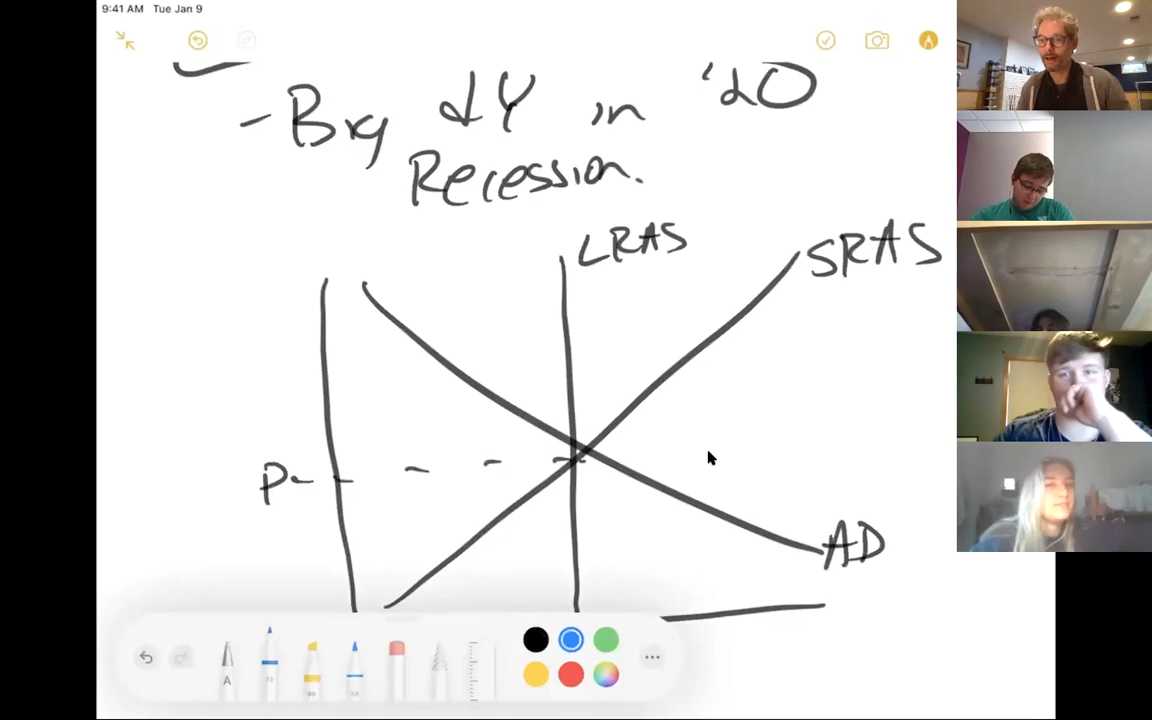 9:41 AM Tue Jan 9
- Big ↓Y in '20
Recession.
LRAS
SRAS
P
AD
A